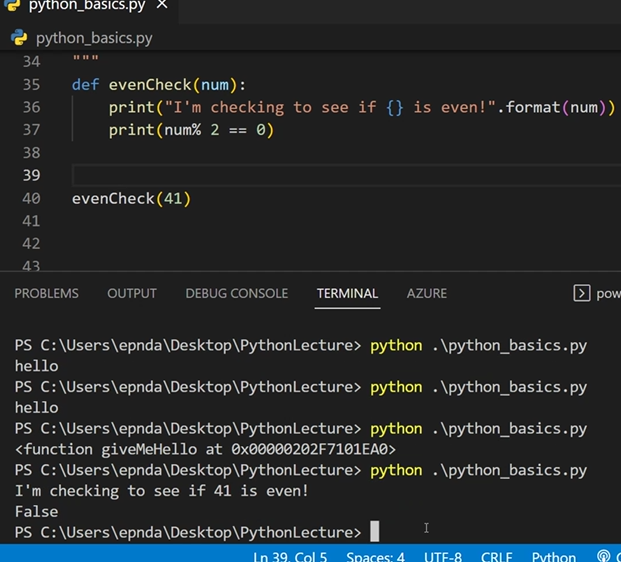 python_basics.py
python_basics.py
34 """
35 def evenCheck(num):
36 print("I'm checking to see if {} is even!".format(num))
37 print(num% 2 == 0)
38
39
40 evenCheck(41)
41
42
43
PROBLEMS OUTPUT DEBUG CONSOLE TERMINAL AZURE pow
PS C:\Users\epnda\Desktop\PythonLecture> python .\python_basics.py
hello
PS C:\Users\epnda\Desktop\PythonLecture> python .\python_basics.py
hello
PS C:\Users\epnda\Desktop\PythonLecture> python .\python_basics.py
<function giveMeHello at 0x00000202F7101EA0>
PS C:\Users\epnda\Desktop\PythonLecture> python .\python_basics.py
I'm checking to see if 41 is even!
False
PS C:\Users\epnda\Desktop\PythonLecture>
Ln 39, Col 5 Spaces: 4 UTF-8 CRLF Python